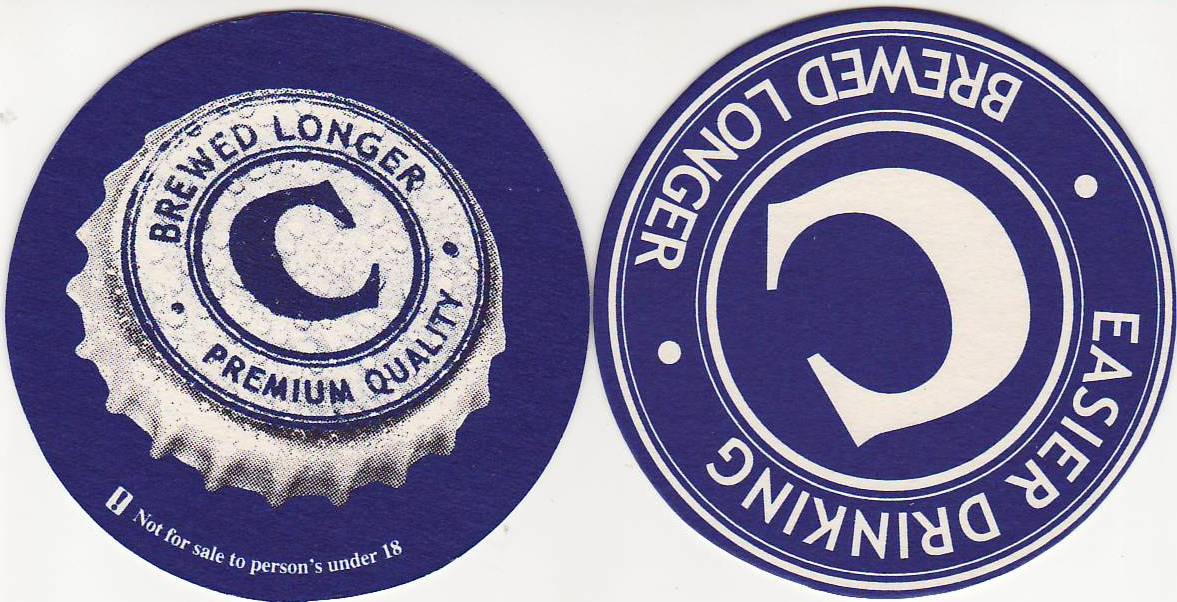 BREWED LONGER
C
PREMIUM QUALITY
! Not for sale to person's under 18
BREWED LONGER
C
EASIER DRINKING